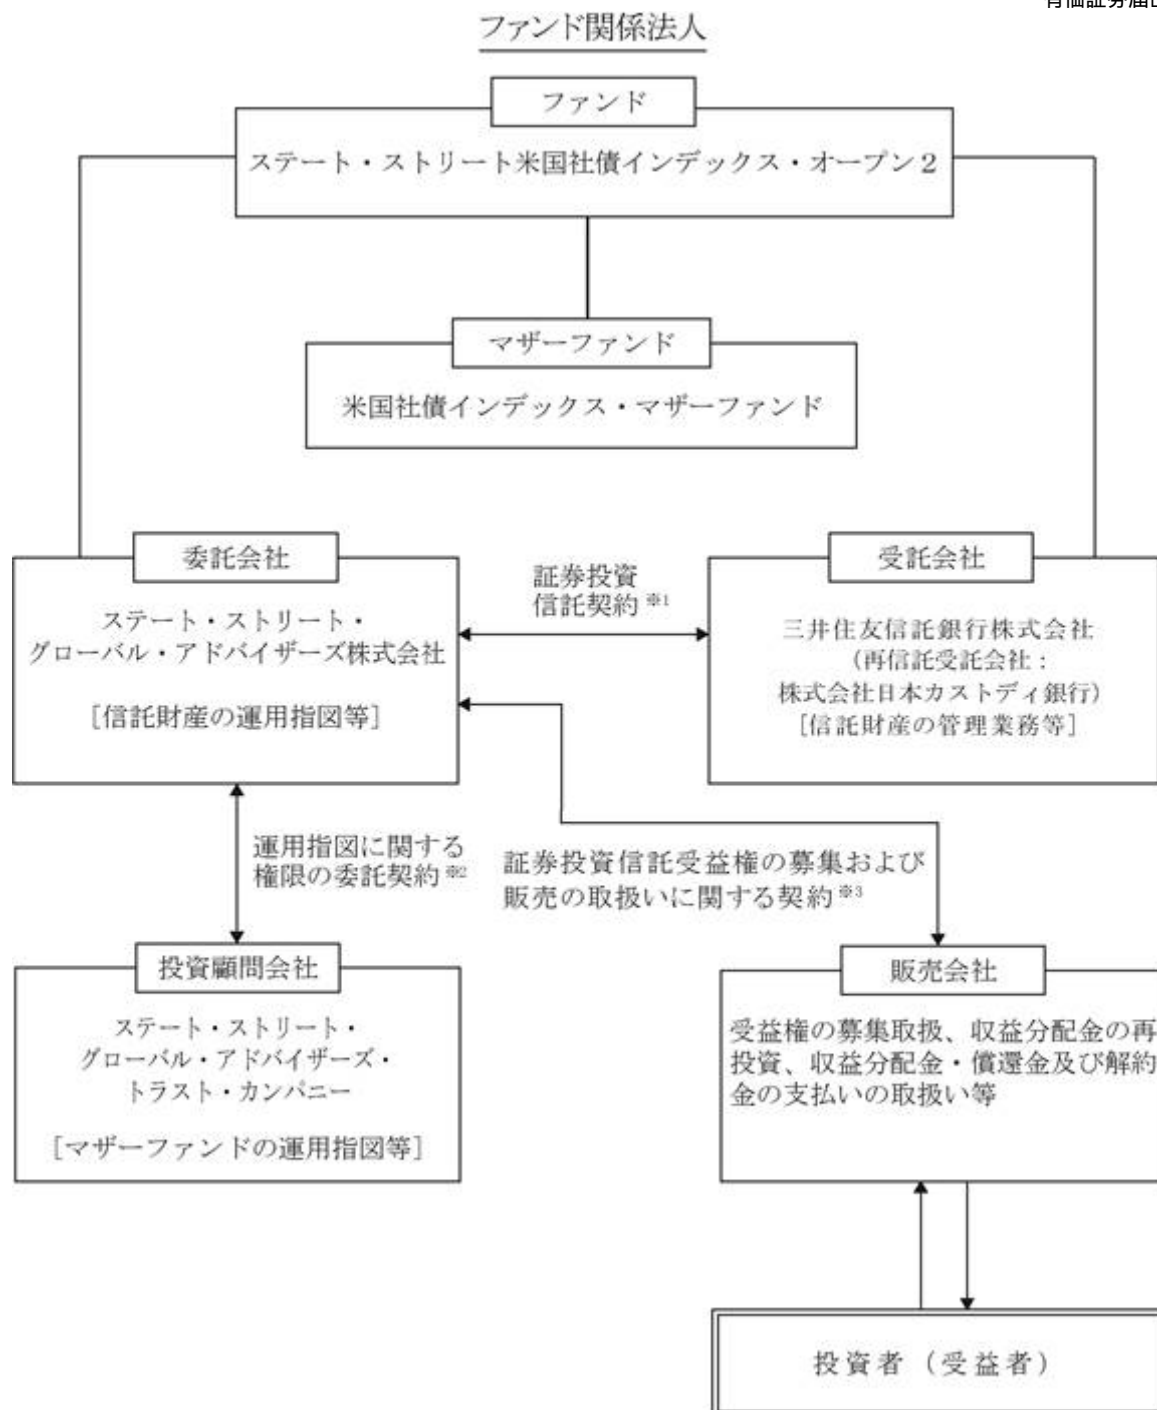 ファンド関係法人
ファンド
ステート・ストリート米国社債インデックス・オープン２
マザーファンド
米国社債インデックス・マザーファンド
委託会社
ステート・ストリート・
グローバル・アドバイザーズ株式会社
［信託財産の運用指図等］
証券投資
信託契約※1
受託会社
三井住友信託銀行株式会社
（再信託受託会社：
株式会社日本カストディ銀行）
［信託財産の管理業務等］
運用指図に関する
権限の委託契約※2
証券投資信託受益権の募集および
販売の取扱いに関する契約※3
投資顧問会社
ステート・ストリート・
グローバル・アドバイザーズ・
トラスト・カンパニー
［マザーファンドの運用指図等］
販売会社
受益権の募集取扱、収益分配金の再
投資、収益分配金・償還金及び解約
金の支払いの取扱い等
投資者（受益者）